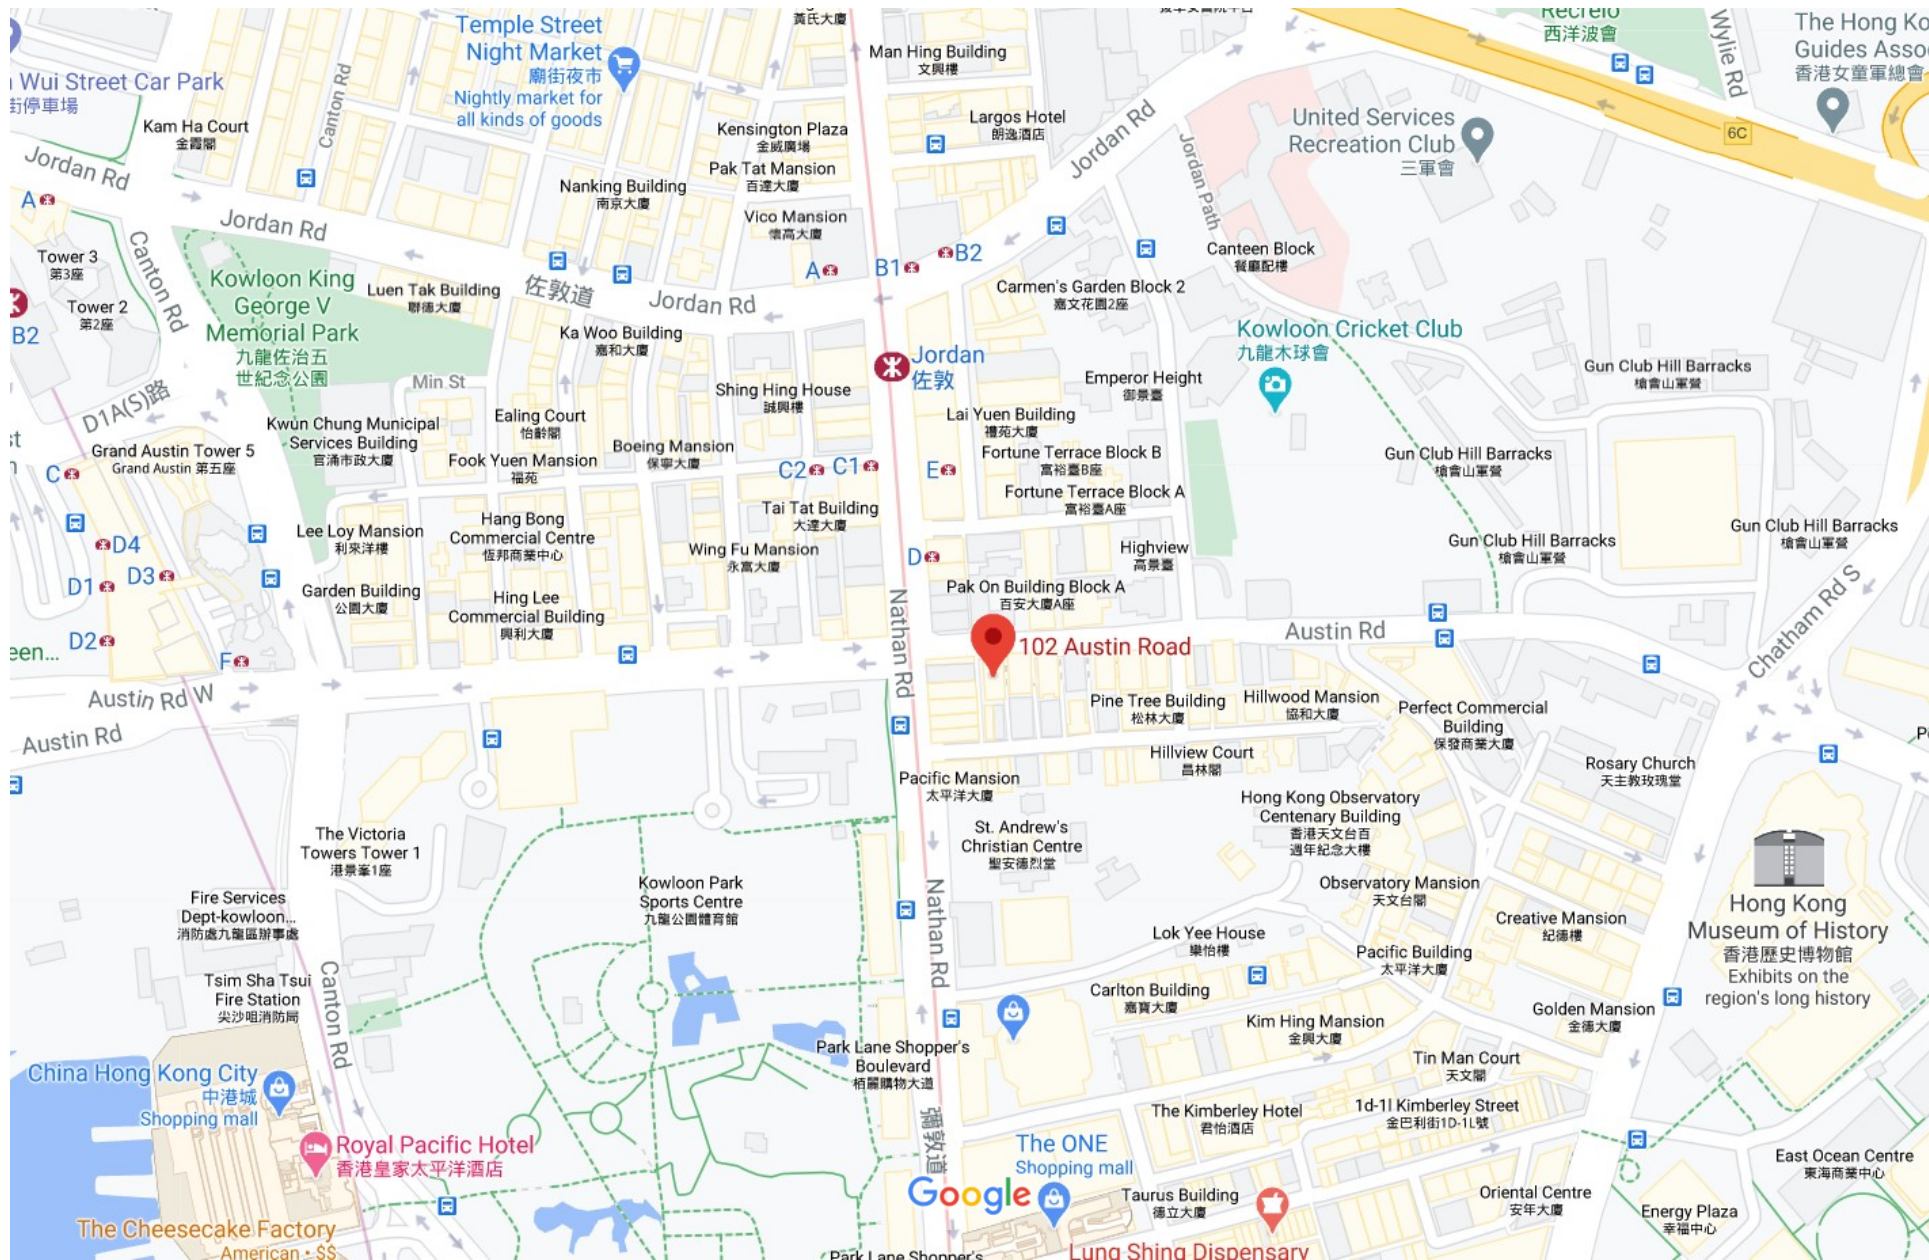 黃氏大廈
Temple Street
Night Market
廟街夜市
Nightly market for
all kinds of goods
Man Hing Building
文興樓
Recreio
西洋波會
Wylie Rd
The Hong Ko
Guides Asso
香港女童軍總會
Wui Street Car Park
街停車場
Kam Ha Court
金霞閣
Canton Rd
Kensington Plaza
金威廣場
Largos Hotel
朗逸酒店
Jordan Rd
United Services
Recreation Club
三軍會
6C
Jordan Rd
Pak Tat Mansion
百達大廈
Nanking Building
南京大廈
Jordan Path
A
Jordan Rd
Vico Mansion
懷高大廈
Canteen Block
餐廳配樓
Tower 3
第3座
Canton Rd
A
B1
B2
Kowloon King
George V
Memorial Park
九龍佐治五
世紀念公園
Luen Tak Building
聯德大廈
佐敦道
Jordan Rd
Carmen's Garden Block 2
嘉文花園2座
Tower 2
第2座
B2
Ka Woo Building
嘉和大廈
Kowloon Cricket Club
九龍木球會
Jordan
佐敦
Gun Club Hill Barracks
槍會山軍營
Min St
Shing Hing House
誠興樓
Emperor Height
御景臺
D1A(S)路
Kwun Chung Municipal
Services Building
官涌市政大廈
Ealing Court
怡齡閣
Lai Yuen Building
禮苑大廈
st
Grand Austin Tower 5
Grand Austin 第五座
Fook Yuen Mansion
福苑
Boeing Mansion
保寧大廈
Fortune Terrace Block B
富裕臺B座
Gun Club Hill Barracks
槍會山軍營
C
C2
C1
E
Fortune Terrace Block A
富裕臺A座
Tai Tat Building
大達大廈
Lee Loy Mansion
利來洋樓
Hang Bong
Commercial Centre
恆邦商業中心
Gun Club Hill Barracks
槍會山軍營
D4
Wing Fu Mansion
永富大廈
D
Highview
高景臺
Gun Club Hill Barracks
槍會山軍營
D1
D3
Garden Building
公園大廈
Hing Lee
Commercial Building
興利大廈
Nathan Rd
Pak On Building Block A
百安大廈A座
Chatham Rd S
D2
een...
F
102 Austin Road
Austin Rd
Austin Rd W
Austin Rd
Pine Tree Building
松林大廈
Hillwood Mansion
協和大廈
Perfect Commercial
Building
保發商業大廈
Hillview Court
昌林閣
Rosary Church
天主教玫瑰堂
Pacific Mansion
太平洋大廈
Hong Kong Observatory
Centenary Building
香港天文台百
週年紀念大樓
The Victoria
Towers Tower 1
港景峯1座
St. Andrew's
Christian Centre
聖安德烈堂
Fire Services
Dept-kowloon...
消防處九龍區辦事處
Kowloon Park
Sports Centre
九龍公園體育館
Nathan Rd
Observatory Mansion
天文台閣
Hong Kong
Museum of History
香港歷史博物館
Exhibits on the
region's long history
Creative Mansion
紀德樓
Lok Yee House
樂怡樓
Pacific Building
太平洋大廈
Tsim Sha Tsui
Fire Station
尖沙咀消防局
Canton Rd
Carlton Building
嘉寶大廈
Golden Mansion
金德大廈
Kim Hing Mansion
金興大廈
Park Lane Shopper's
Boulevard
栢麗購物大道
Tin Man Court
天文閣
China Hong Kong City
中港城
Shopping mall
The Kimberley Hotel
君怡酒店
1d-1l Kimberley Street
金巴利街1D-1L號
彌敦道
Royal Pacific Hotel
香港皇家太平洋酒店
The ONE
Shopping mall
East Ocean Centre
東海商業中心
Google
Taurus Building
德立大廈
Oriental Centre
安年大廈
Energy Plaza
幸福中心
The Cheesecake Factory
American • $$
Park Lane Shopper's
Lung Shing Dispensary